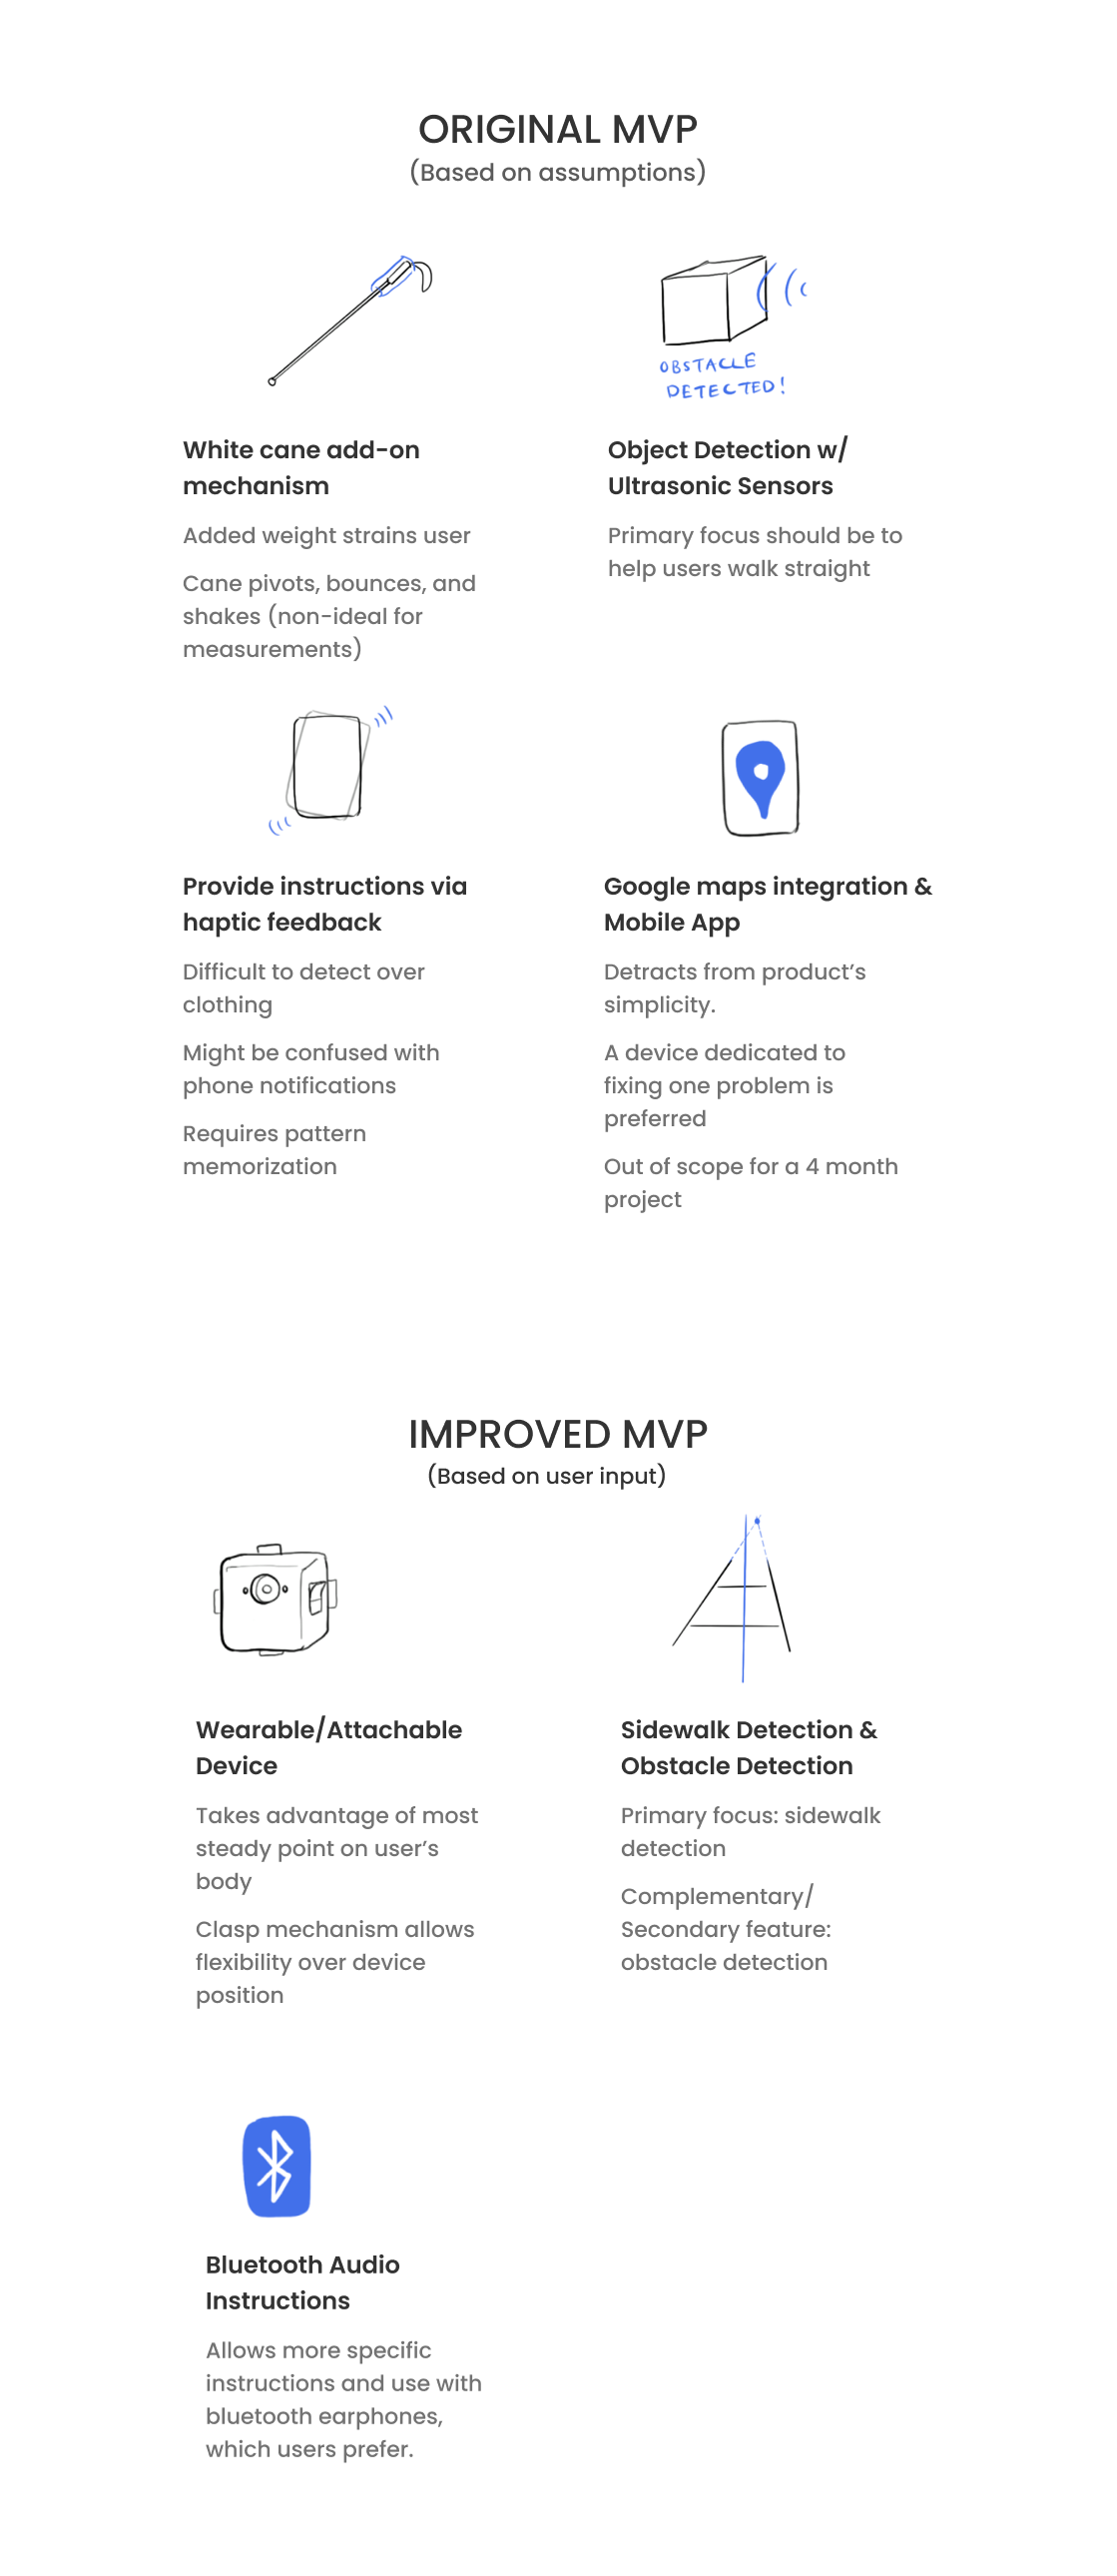 ORIGINAL MVP
(Based on assumptions)
OBSTACLE
DETECTED!
White cane add-on
mechanism
Added weight strains user
Cane pivots, bounces, and
shakes (non-ideal for
measurements)
Object Detection w/
Ultrasonic Sensors
Primary focus should be to
help users walk straight
Provide instructions via
haptic feedback
Difficult to detect over
clothing
Might be confused with
phone notifications
Requires pattern
memorization
Google maps integration &
Mobile App
Detracts from product's
simplicity.
A device dedicated to
fixing one problem is
preferred
Out of scope for a 4 month
project
IMPROVED MVP
(Based on user input)
Wearable/Attachable
Device
Takes advantage of most
steady point on user's
body
Clasp mechanism allows
flexibility over device
position
Sidewalk Detection &
Obstacle Detection
Primary focus: sidewalk
detection
Complementary/
Secondary feature:
obstacle detection
Bluetooth Audio
Instructions
Allows more specific
instructions and use with
bluetooth earphones,
which users prefer.